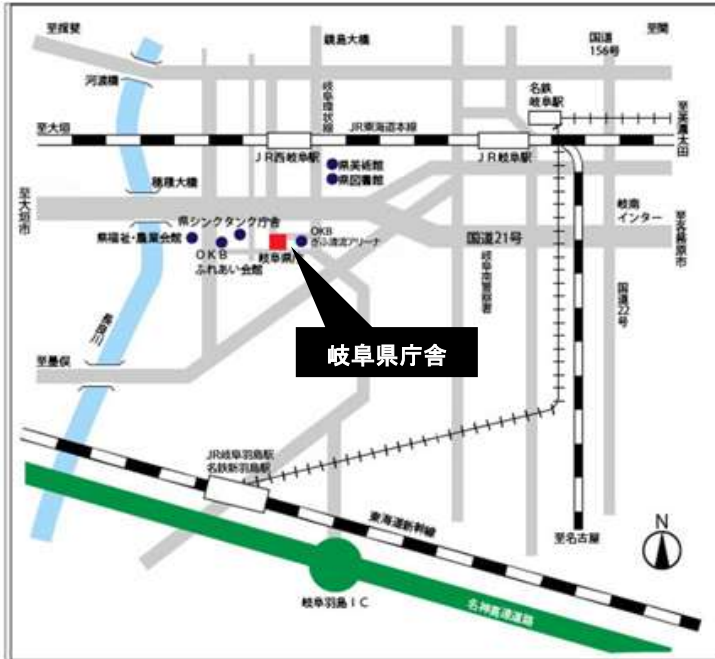 至揖斐
鏡島大橋
国道
156号
至関
河渡橋
岐阜環状線
名鉄
岐阜駅
至大垣
JR東海道本線
至美濃太田
JR西岐阜駅
JR岐阜駅
県美術館
県図書館
穂積大橋
至大垣市
岐南
インター
県シンクタンク庁舎
県福祉・農業会館
OKB
ふれあい会館
岐阜県庁
OKB
ぎふ清流アリーナ
国道21号
至各務原市
岐阜南警察署
国道22号
長良川
岐阜県庁舎
至墨俣
JR岐阜羽島駅
名鉄新羽島駅
東海道新幹線
至名古屋
N
岐阜羽島IC
名神高速道路